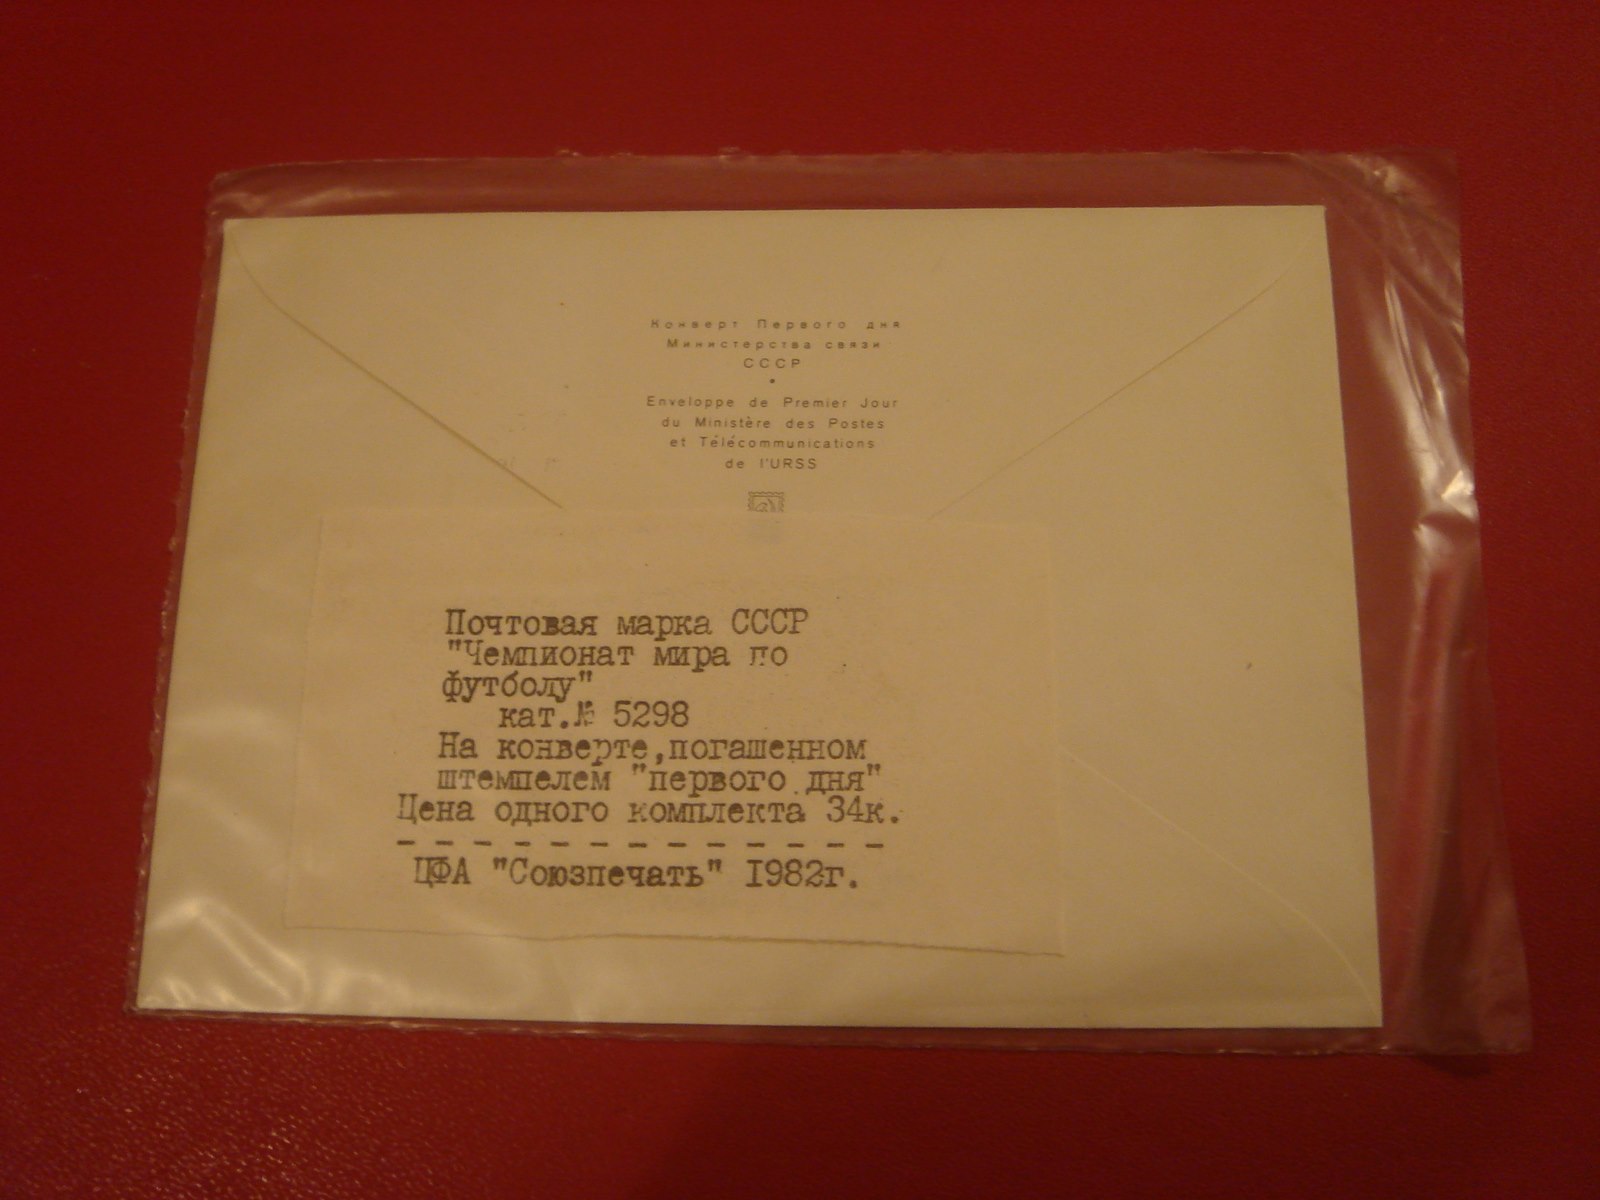 Конверт Первого дня
Министерства связи
СССР
Enveloppe de Premier Jour
du Ministère des Postes
et Télécommunications
de l'URSS
Почтовая марка СССР
"Чемпионат мира по
футболу"
кат.№ 5298
На конверте,погашенном
штемпелем "первого дня"
Цена одного комплекта 34к.
- - - - - - - - - - - - - -
ЦФА "Союзпечать" 1982г.